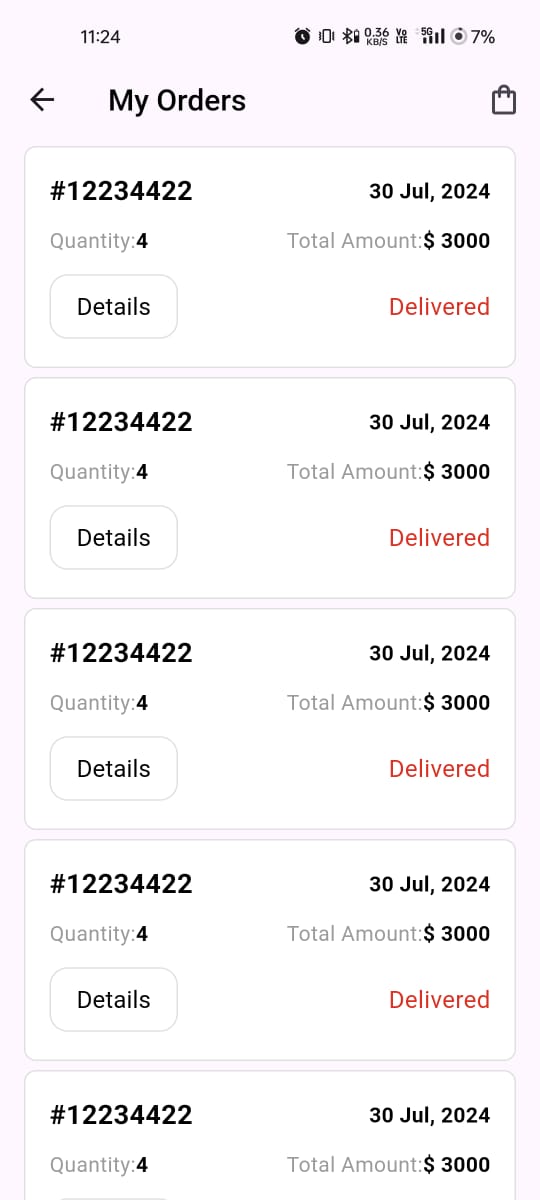 11:24 0.36 KB/S Vo LTE 5G 7%
My Orders
#12234422 30 Jul, 2024
Quantity:4 Total Amount:$ 3000
Details Delivered
#12234422 30 Jul, 2024
Quantity:4 Total Amount:$ 3000
Details Delivered
#12234422 30 Jul, 2024
Quantity:4 Total Amount:$ 3000
Details Delivered
#12234422 30 Jul, 2024
Quantity:4 Total Amount:$ 3000
Details Delivered
#12234422 30 Jul, 2024
Quantity:4 Total Amount:$ 3000